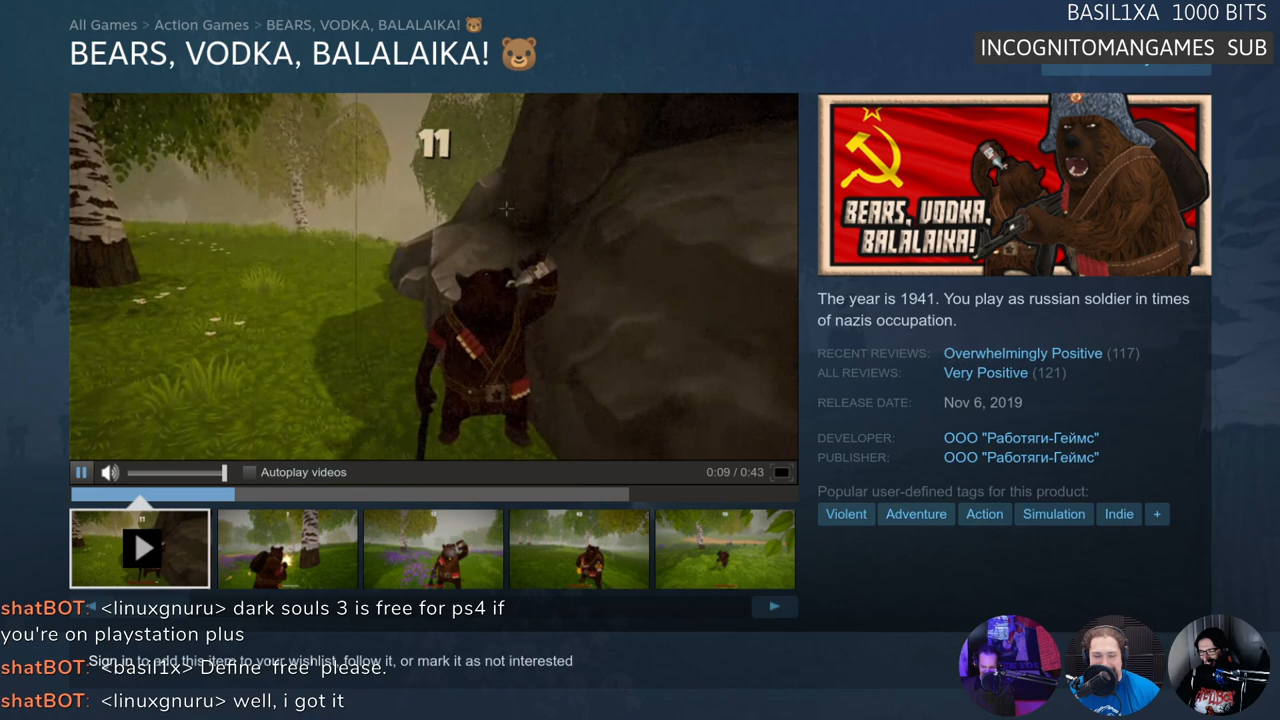 All Games > Action Games > BEARS, VODKA, BALALAIKA! 🐻
BASIL1XA 1000 BITS
INCOGNITOMANGAMES SUB
BEARS, VODKA, BALALAIKA! 🐻
11
BEARS, VODKA,
BALALAIKA!
The year is 1941. You play as russian soldier in times
of nazis occupation.
RECENT REVIEWS: Overwhelmingly Positive (117)
ALL REVIEWS: Very Positive (121)
RELEASE DATE: Nov 6, 2019
DEVELOPER: ООО "Работяги-Геймс"
PUBLISHER: ООО "Работяги-Геймс"
Popular user-defined tags for this product:
Violent Adventure Action Simulation Indie +
Autoplay videos 0:09 / 0:43
shatBOT: <linuxgnuru> dark souls 3 is free for ps4 if
you're on playstation plus
Sign in to add this item to your wishlist, follow it, or mark it as not interested
shatBOT: <basil1x> Define "free" please.
shatBOT: <linuxgnuru> well, i got it